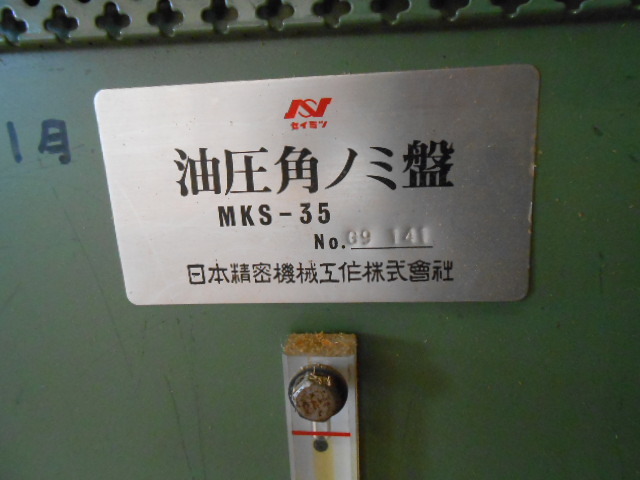 1月
セイミツ
油圧角ノミ盤
MKS-35
No. G9 141
日本精密機械工作株式會社